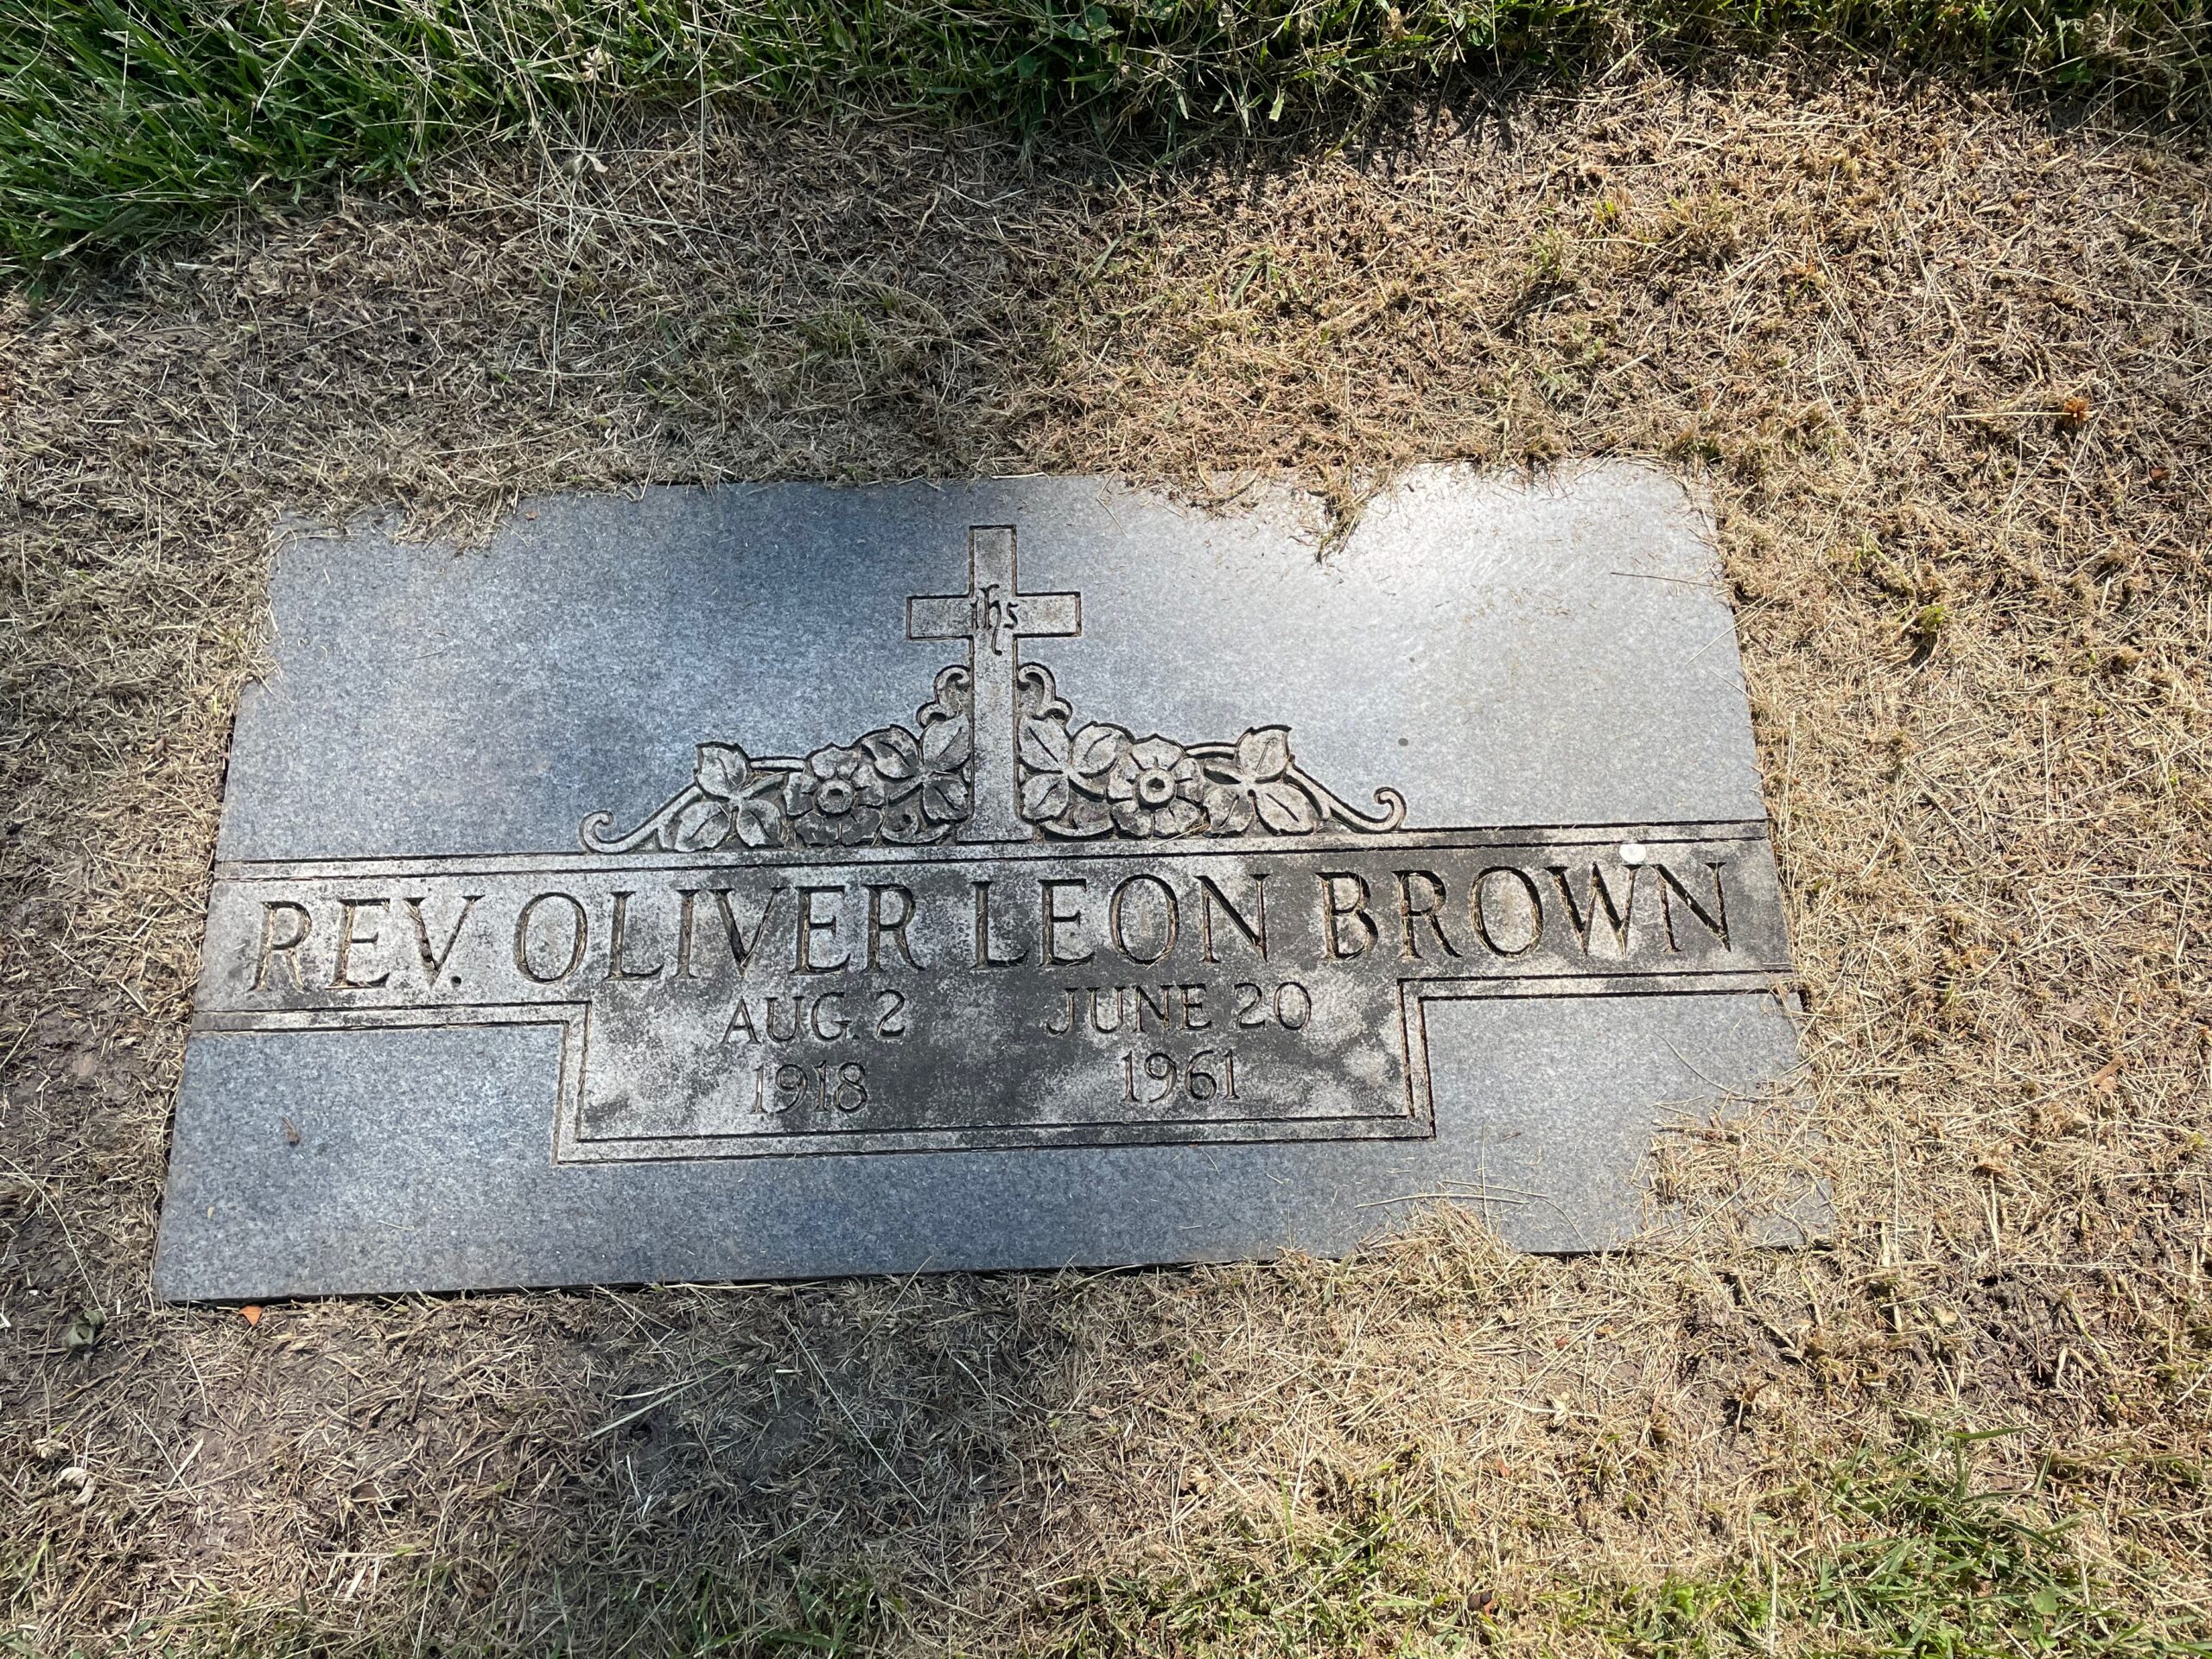 ihs
REV. OLIVER LEON BROWN
AUG. 2 JUNE 20
1918 1961